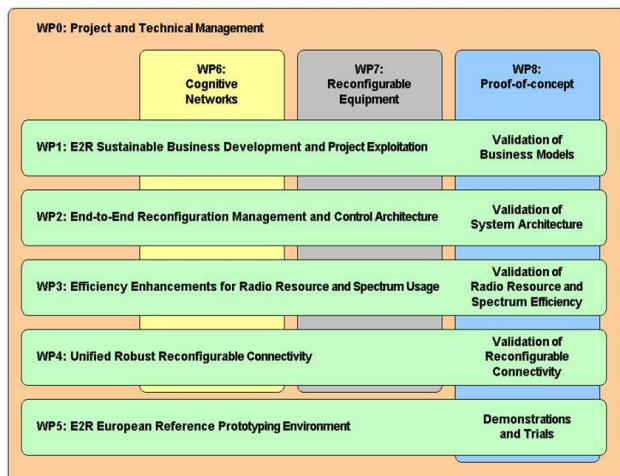 WP0: Project and Technical Management
WP6:
Cognitive
Networks
WP7:
Reconfigurable
Equipment
WP8:
Proof-of-concept
WP1: E2R Sustainable Business Development and Project Exploitation
Validation of
Business Models
WP2: End-to-End Reconfiguration Management and Control Architecture
Validation of
System Architecture
WP3: Efficiency Enhancements for Radio Resource and Spectrum Usage
Validation of
Radio Resource and
Spectrum Efficiency
WP4: Unified Robust Reconfigurable Connectivity
Validation of
Reconfigurable
Connectivity
WP5: E2R European Reference Prototyping Environment
Demonstrations
and Trials